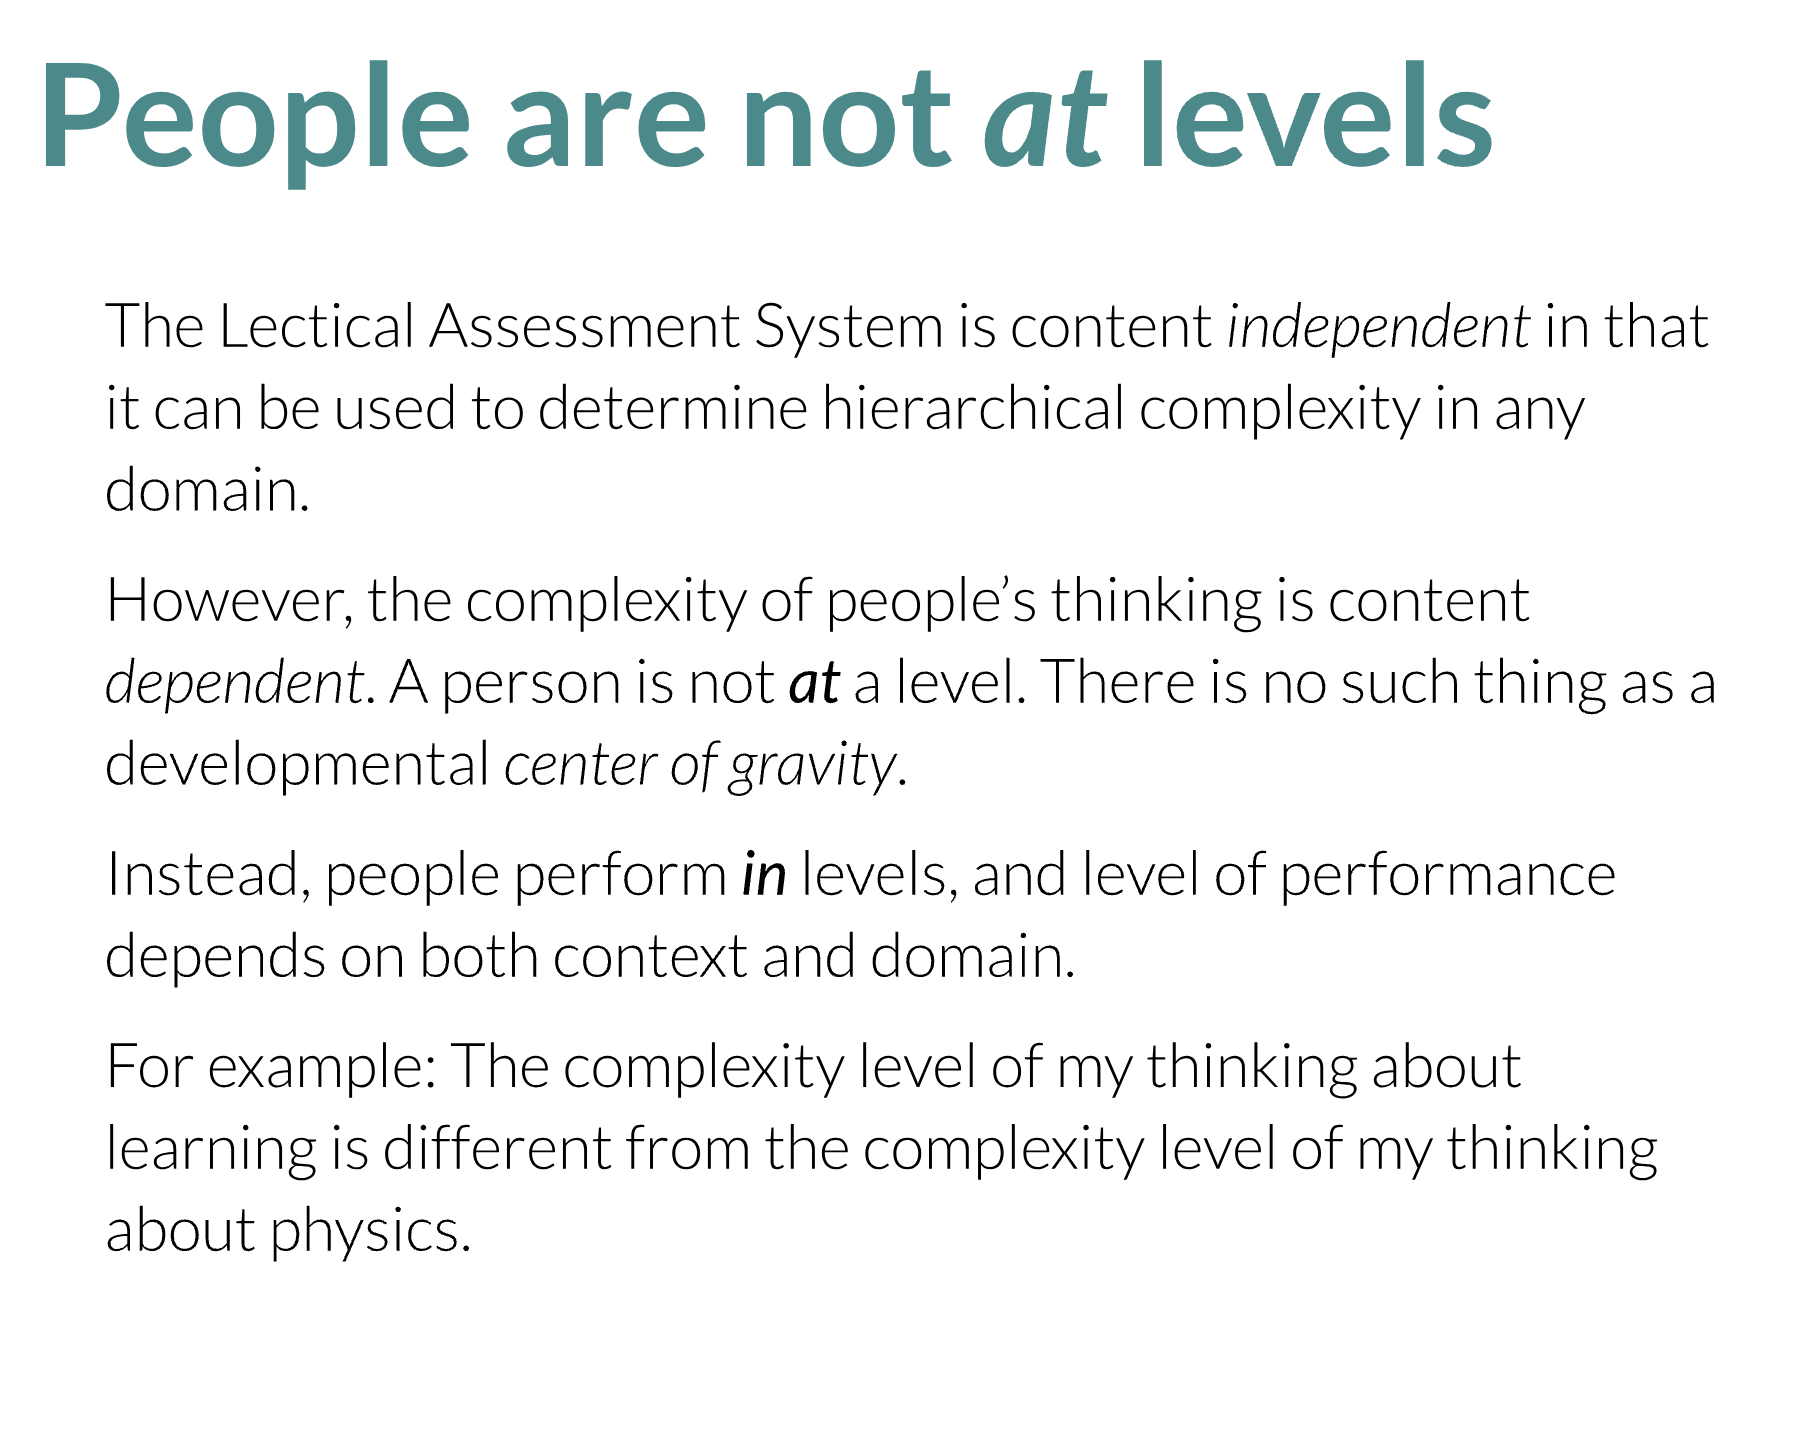 People are not at levels
The Lectical Assessment System is content independent in that
it can be used to determine hierarchical complexity in any
domain.
However, the complexity of people’s thinking is content
dependent. A person is not at a level. There is no such thing as a
developmental center of gravity.
Instead, people perform in levels, and level of performance
depends on both context and domain.
For example: The complexity level of my thinking about
learning is different from the complexity level of my thinking
about physics.